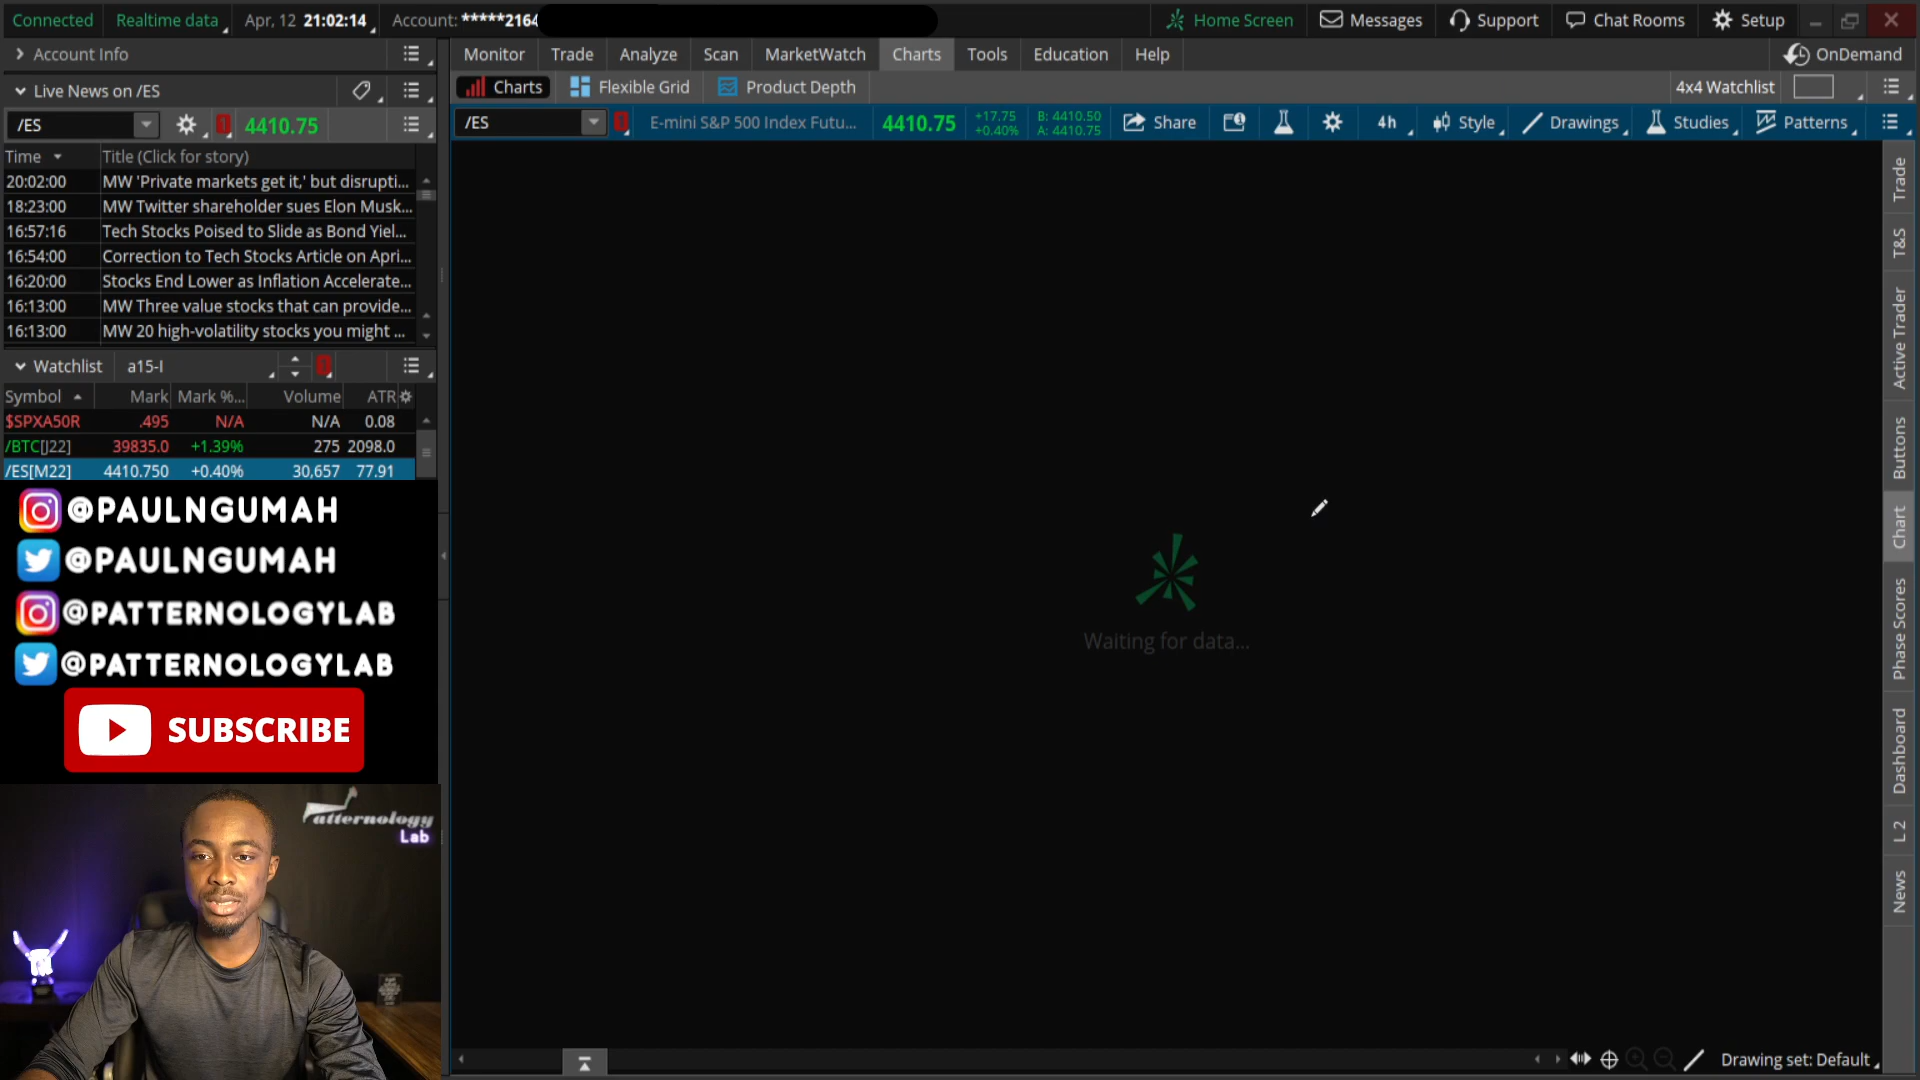 Connected Realtime data Apr, 12 21:02:14 Account: *****2164 Home Screen Messages Support Chat Rooms Setup
Account Info Monitor Trade Analyze Scan MarketWatch Charts Tools Education Help OnDemand
Live News on /ES Charts Flexible Grid Product Depth 4x4 Watchlist
/ES 4410.75
/ES E-mini S&P 500 Index Futu... 4410.75 +17.75 +0.40% B: 4410.50 A: 4410.75 Share 4h Style Drawings Studies Patterns
Time Title (Click for story)
20:02:00 MW 'Private markets get it,' but disrupti...
18:23:00 MW Twitter shareholder sues Elon Musk...
16:57:16 Tech Stocks Poised to Slide as Bond Yiel...
16:54:00 Correction to Tech Stocks Article on Apri...
16:20:00 Stocks End Lower as Inflation Accelerate...
16:13:00 MW Three value stocks that can provide...
16:13:00 MW 20 high-volatility stocks you might ...
Watchlist a15-I
Symbol Mark Mark %... Volume ATR
$SPXA50R .495 N/A N/A 0.08
/BTC[J22] 39835.0 +1.39% 275 2098.0
/ES[M22] 4410.750 +0.40% 30,657 77.91
@PAULNGUMAH
@PAULNGUMAH
@PATTERNOLOGYLAB
@PATTERNOLOGYLAB
SUBSCRIBE
Patternology
Lab
Waiting for data...
Trade
T&S
Active Trader
Buttons
Chart
Phase Scores
Dashboard
L 2
News
Drawing set: Default